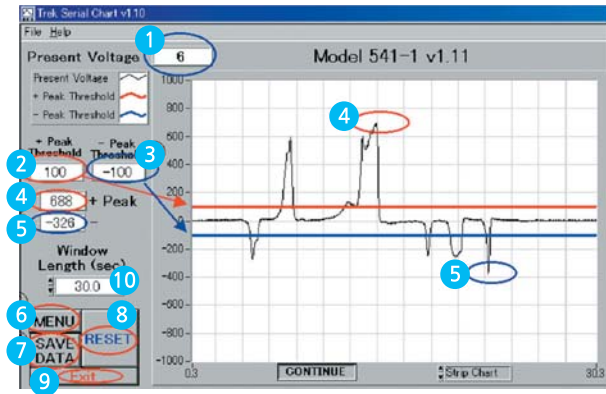 Trek Serial Chart v1.10
File Help
1
Present Voltage 6 Model 541-1 v1.11
Present Voltage
+ Peak Threshold
- Peak Threshold
+ Peak Threshold
- Peak Threshold
2 100 3 -100
4 688 + Peak
5 -326 -
Window
Length (sec)
10 30.0
6 MENU
7 SAVE DATA
8 RESET
9 Exit
1000
800
600
400
200
0
-200
-400
-600
-800
-1000
4
5
0.3 CONTINUE Strip Chart 30.3